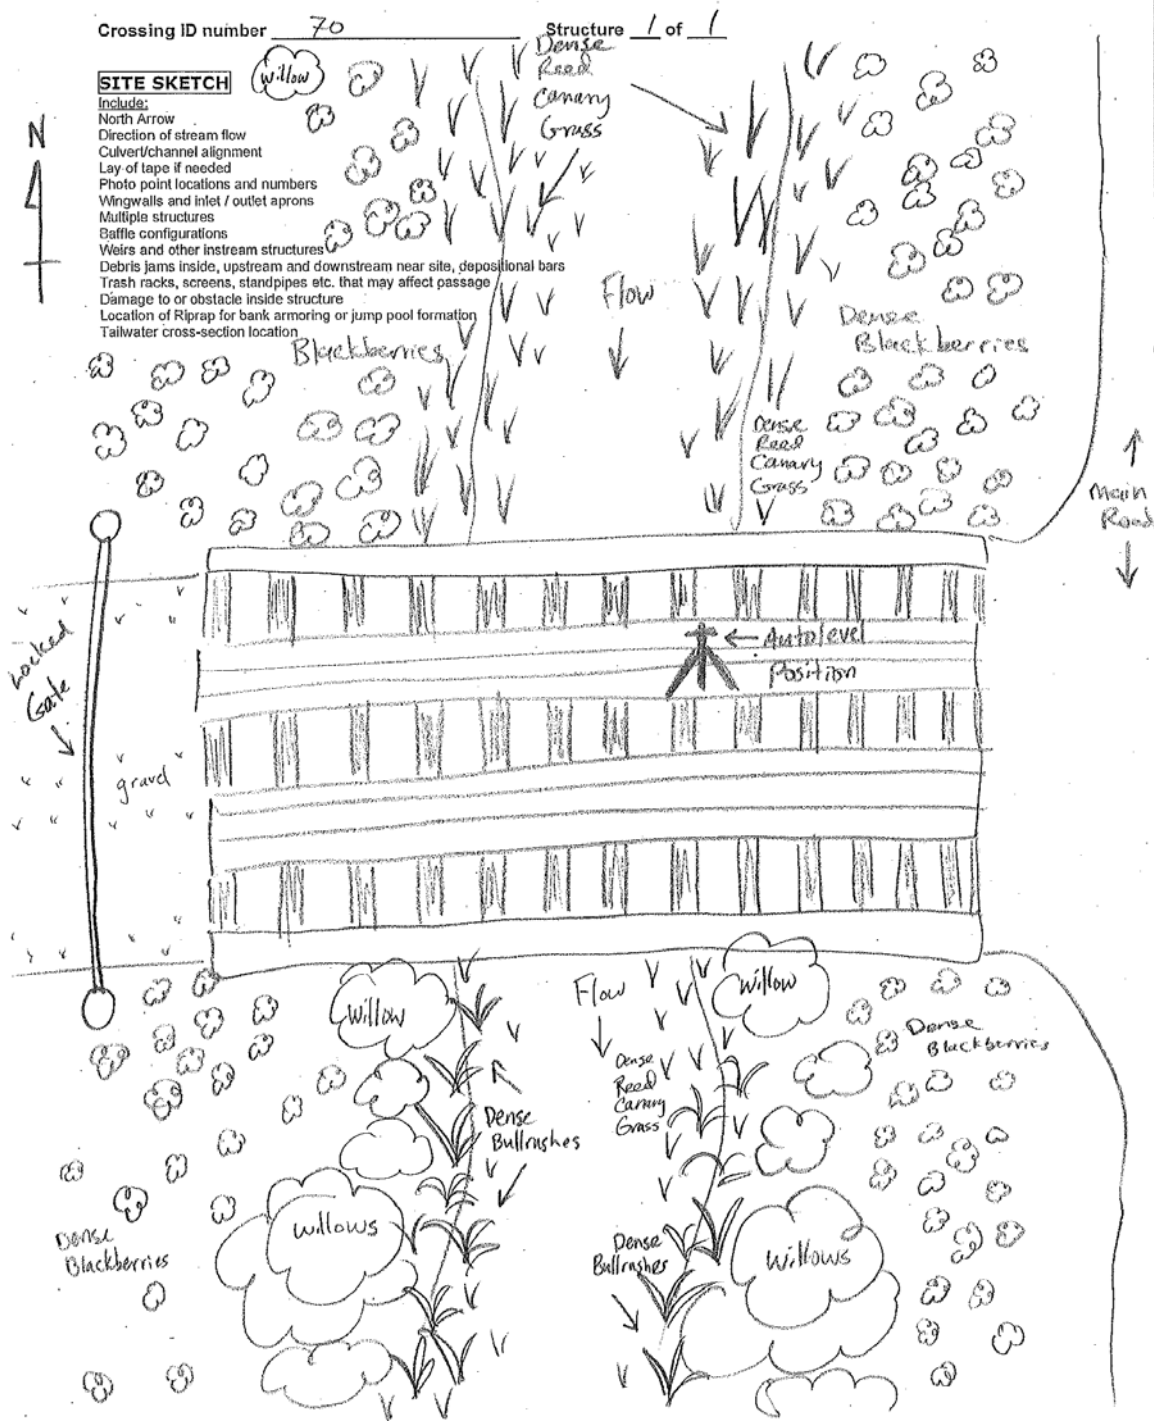 Crossing ID number 70 Structure 1 of 1
SITE SKETCH
Include:
North Arrow
Direction of stream flow
Culvert/channel alignment
Lay of tape if needed
Photo point locations and numbers
Wingwalls and inlet / outlet aprons
Multiple structures
Baffle configurations
Weirs and other instream structures
Debris jams inside, upstream and downstream near site, depositional bars
Trash racks, screens, standpipes etc. that may affect passage
Damage to or obstacle inside structure
Location of Riprap for bank armoring or jump pool formation
Tailwater cross-section location
N
Willow
Dense
Reed
Canary
Grass
Flow
Blackberries
Dense
Blackberries
Dense
Reed
Canary
Grass
Main
Road
Locked
Gate
gravel
Autolevel
Position
Willow
Flow
Willow
Dense
Blackberries
Dense
Reed
Canary
Grass
Dense
Bullrushes
Willows
Dense
Blackberries
Dense
Bullrushes
Willows